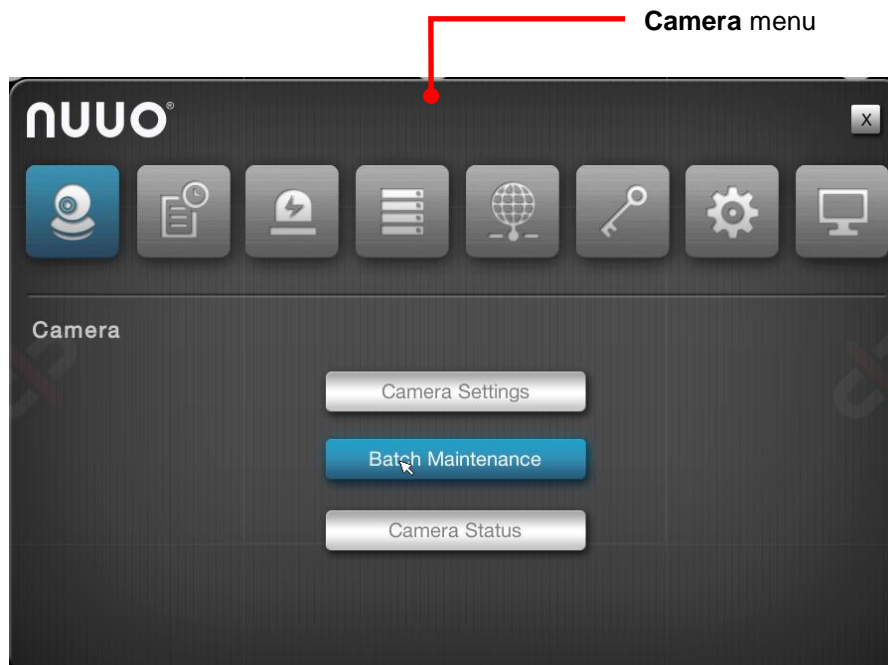 Camera menu
nuuo®
X
Camera
Camera Settings
Batch Maintenance
Camera Status